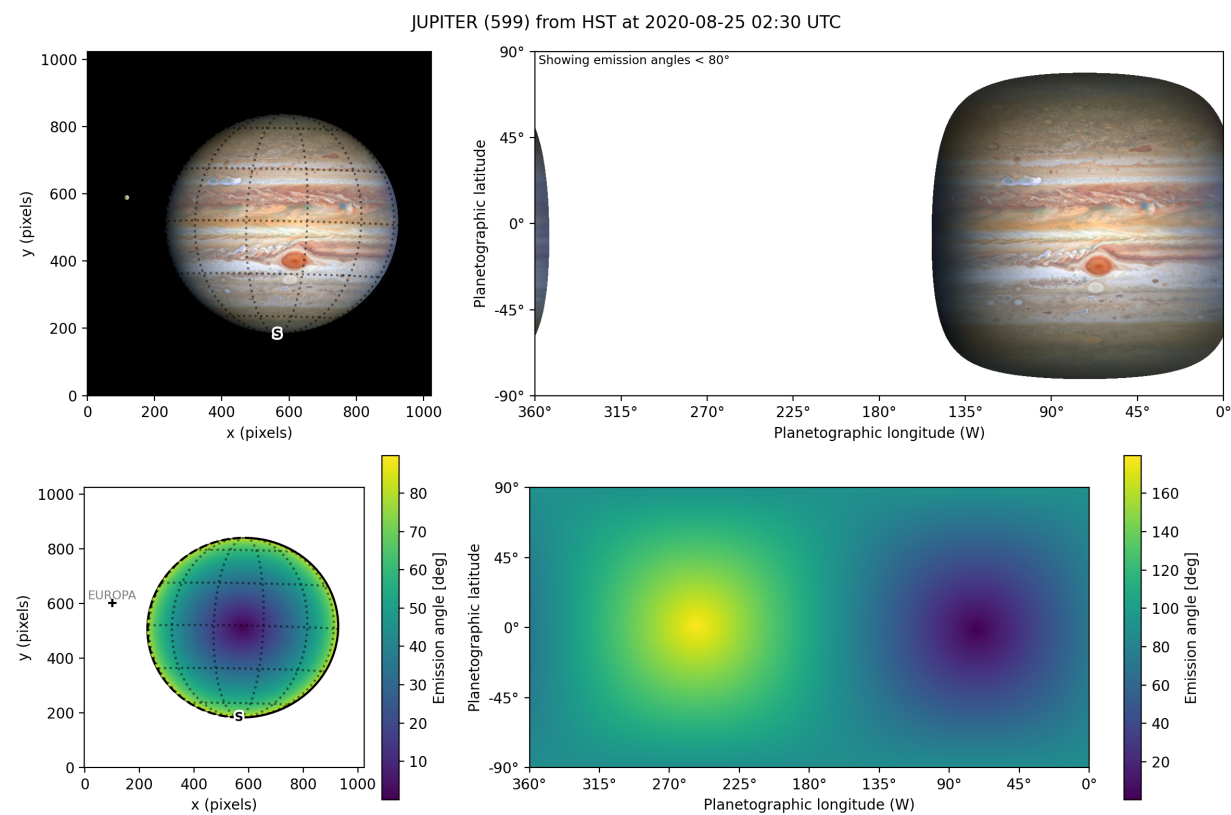 JUPITER (599) from HST at 2020-08-25 02:30 UTC
1000
800
600
400
200
0
y (pixels)
S
0 200 400 600 800 1000
x (pixels)
Showing emission angles < 80°
90°
45°
0°
-45°
-90°
Planetographic latitude
360° 315° 270° 225° 180° 135° 90° 45° 0°
Planetographic longitude (W)
1000
800
600
400
200
0
y (pixels)
EUROPA
S
0 200 400 600 800 1000
x (pixels)
80
70
60
50
40
30
20
10
Emission angle [deg]
90°
45°
0°
-45°
-90°
Planetographic latitude
360° 315° 270° 225° 180° 135° 90° 45° 0°
Planetographic longitude (W)
160
140
120
100
80
60
40
20
Emission angle [deg]